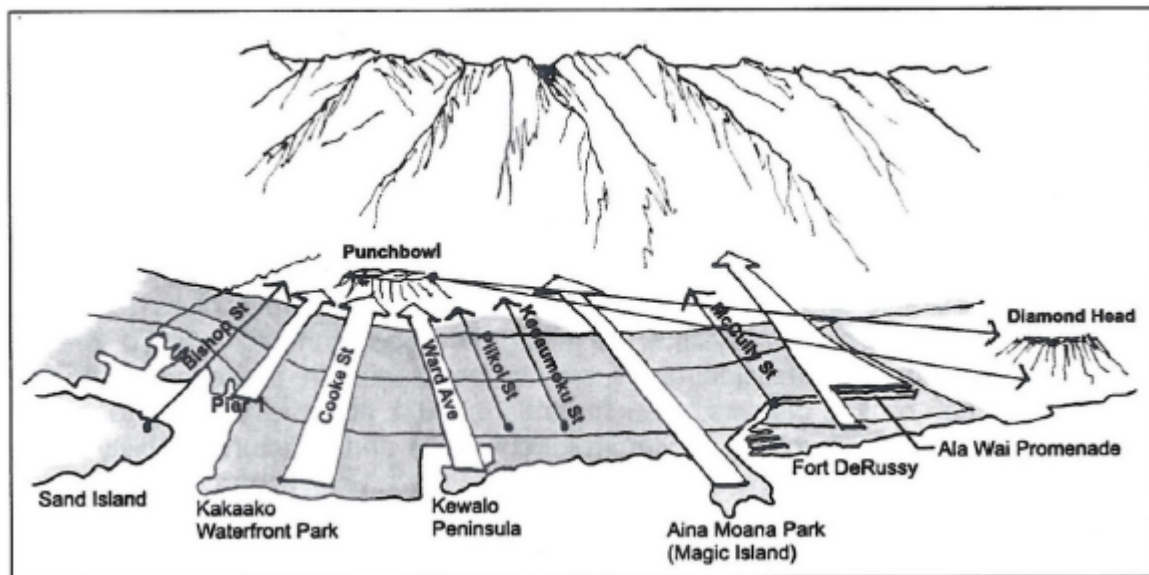 Punchbowl
Diamond Head
Bishop St
Pier 1
Cooke St
Ward Ave
Piikoi St
Keeaumoku St
McCully St
Ala Wai Promenade
Fort DeRussy
Sand Island
Kakaako
Waterfront Park
Kewalo
Peninsula
Aina Moana Park
(Magic Island)